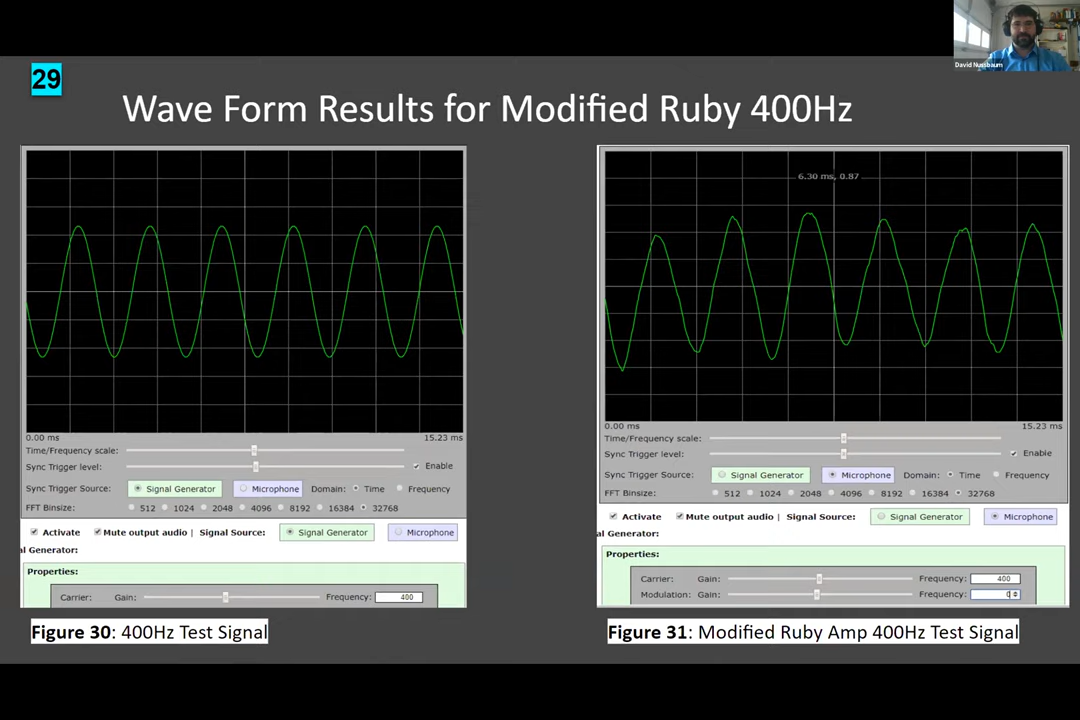 David Nussbaum
29
Wave Form Results for Modified Ruby 400Hz
0.00 ms 15.23 ms
Time/Frequency scale:
Sync Trigger level: Enable
Sync Trigger Source: Signal Generator Microphone Domain: Time Frequency
FFT Binsize: 512 1024 2048 4096 8192 16384 32768
Activate Mute output audio | Signal Source: Signal Generator Microphone
al Generator:
Properties:
Carrier: Gain: Frequency: 400
Figure 30: 400Hz Test Signal
6.30 ms, 0.87
0.00 ms 15.23 ms
Time/Frequency scale:
Sync Trigger level: Enable
Sync Trigger Source: Signal Generator Microphone Domain: Time Frequency
FFT Binsize: 512 1024 2048 4096 8192 16384 32768
Activate Mute output audio | Signal Source: Signal Generator Microphone
al Generator:
Properties:
Carrier: Gain: Frequency: 400
Modulation: Gain: Frequency: 0
Figure 31: Modified Ruby Amp 400Hz Test Signal